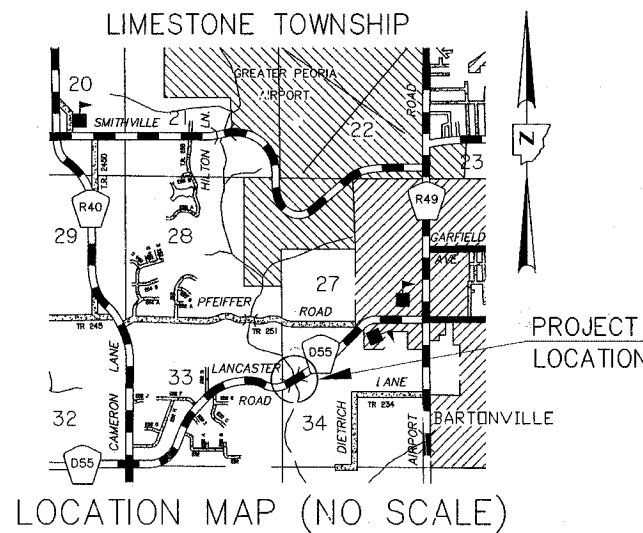 LIMESTONE TOWNSHIP
20
GREATER PEORIA
AIRPORT
21
SMITHVILLE
HILTON LN.
22
ROAD
23
N
T.R. 2450
R40
R49
29
28
GARFIELD
AVE
27
PFEIFFER
ROAD
TR 245
TR 251
PROJECT
LOCATION
D55
LANCASTER
ROAD
LANE
33
34
TR 234
32
CAMERON LANE
DIETRICH
AIRPORT
BARTONVILLE
D55
LOCATION MAP (NO SCALE)